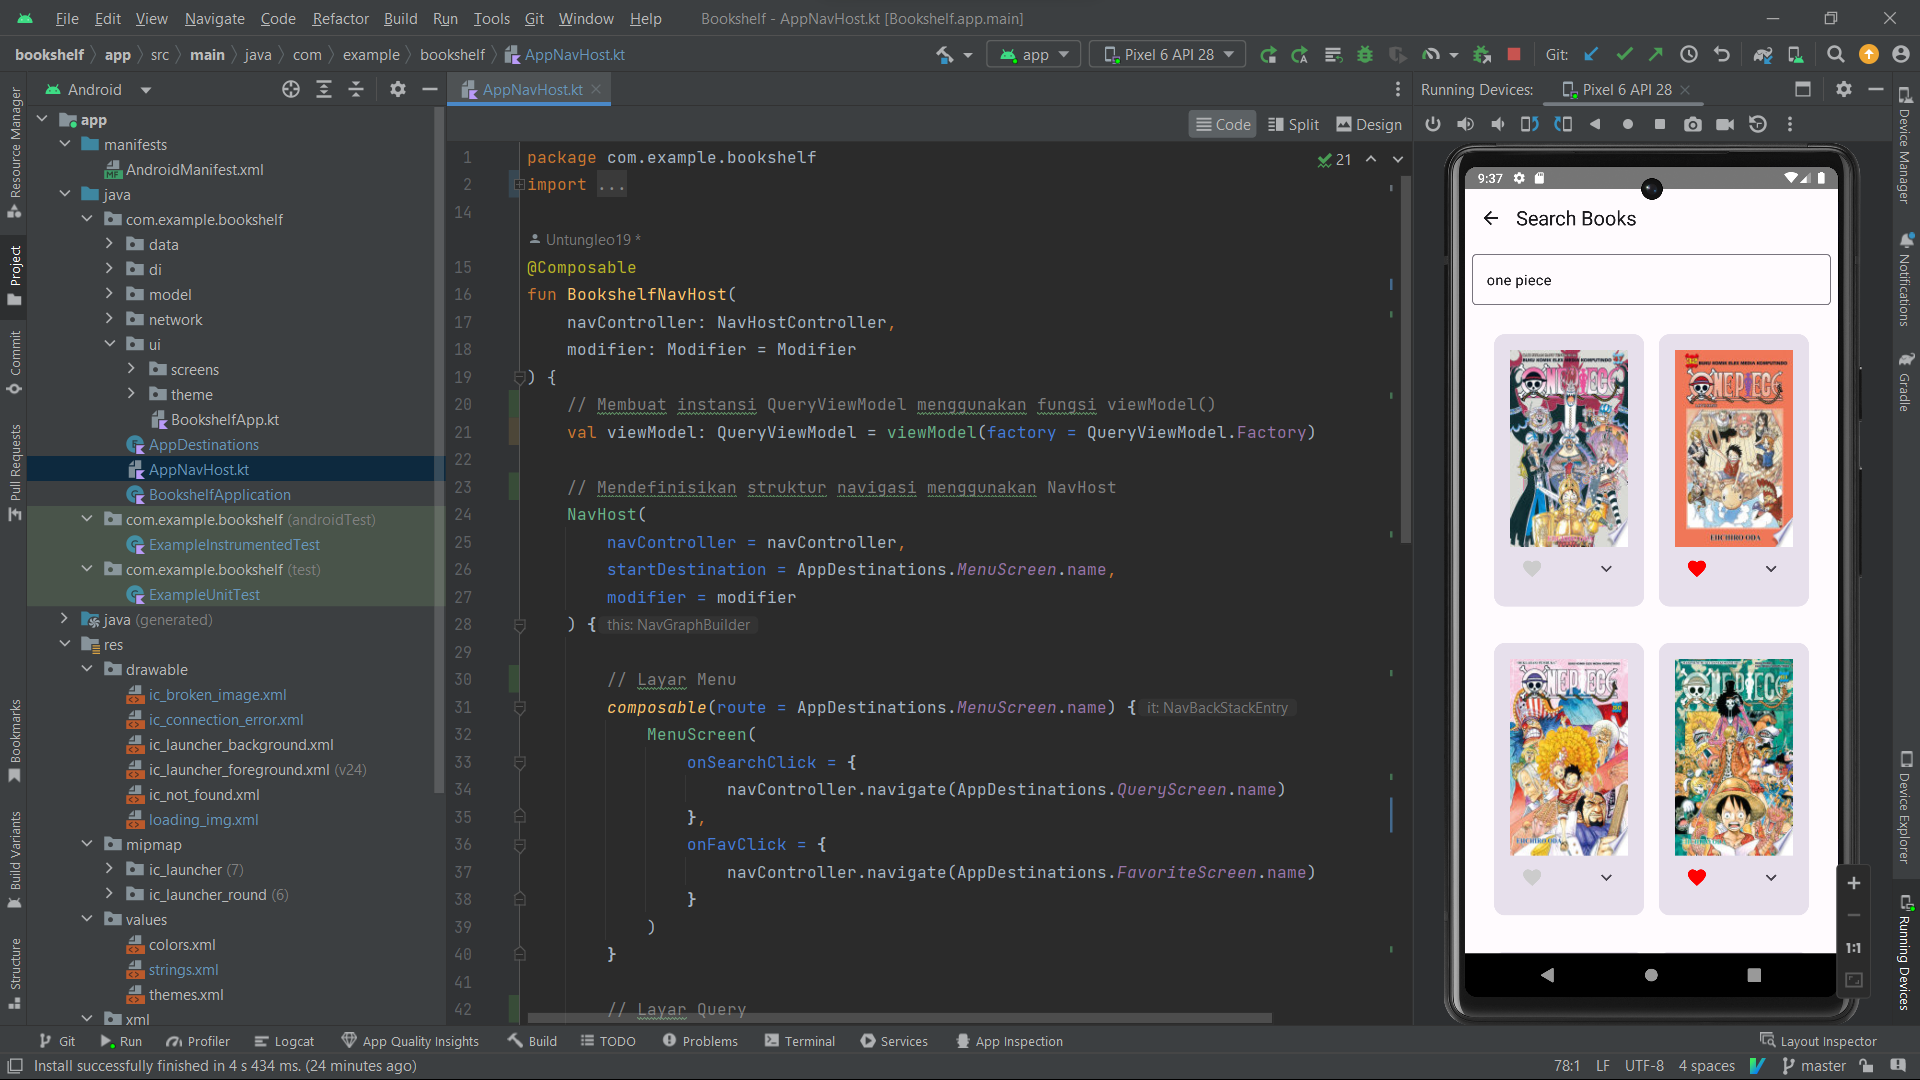 File Edit View Navigate Code Refactor Build Run Tools Git Window Help Bookshelf - AppNavHost.kt [Bookshelf.app.main]
bookshelf app src main java com example bookshelf AppNavHost.kt app Pixel 6 API 28 Git:
Android
AppNavHost.kt
Running Devices: Pixel 6 API 28
Code Split Design
Resource Manager
Project
Commit
Pull Requests
Bookmarks
Build Variants
Structure
app
manifests
AndroidManifest.xml
java
com.example.bookshelf
data
di
model
network
ui
screens
theme
BookshelfApp.kt
AppDestinations
AppNavHost.kt
BookshelfApplication
com.example.bookshelf (androidTest)
ExampleInstrumentedTest
com.example.bookshelf (test)
ExampleUnitTest
java (generated)
res
drawable
ic_broken_image.xml
ic_connection_error.xml
ic_launcher_background.xml
ic_launcher_foreground.xml (v24)
ic_not_found.xml
loading_img.xml
mipmap
ic_launcher (7)
ic_launcher_round (6)
values
colors.xml
strings.xml
themes.xml
xml
21
1 package com.example.bookshelf
2 import ...
14
Untungleo19 *
15 @Composable
16 fun BookshelfNavHost(
17 navController: NavHostController,
18 modifier: Modifier = Modifier
19 ) {
20 // Membuat instansi QueryViewModel menggunakan fungsi viewModel()
21 val viewModel: QueryViewModel = viewModel(factory = QueryViewModel.Factory)
22
23 // Mendefinisikan struktur navigasi menggunakan NavHost
24 NavHost(
25 navController = navController,
26 startDestination = AppDestinations.MenuScreen.name,
27 modifier = modifier
28 ) { this: NavGraphBuilder
29
30 // Layar Menu
31 composable(route = AppDestinations.MenuScreen.name) { it: NavBackStackEntry
32 MenuScreen(
33 onSearchClick = {
34 navController.navigate(AppDestinations.QueryScreen.name)
35 },
36 onFavClick = {
37 navController.navigate(AppDestinations.FavoriteScreen.name)
38 }
39 )
40 }
41
42 // Layar Query
9:37
Search Books
one piece
ONE PIECE
ONE PIECE
EIICHIRO ODA
ONE PIECE
EIICHIRO ODA
ONE PIECE
1:1
Device Manager
Notifications
Gradle
Device Explorer
Running Devices
Git Run Profiler Logcat App Quality Insights Build TODO Problems Terminal Services App Inspection Layout Inspector
Install successfully finished in 4 s 434 ms. (24 minutes ago) 78:1 LF UTF-8 4 spaces master